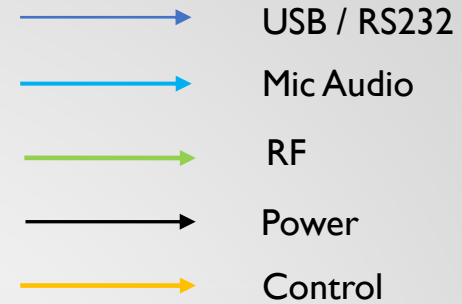 USB / RS232
Mic Audio
RF
Power
Control